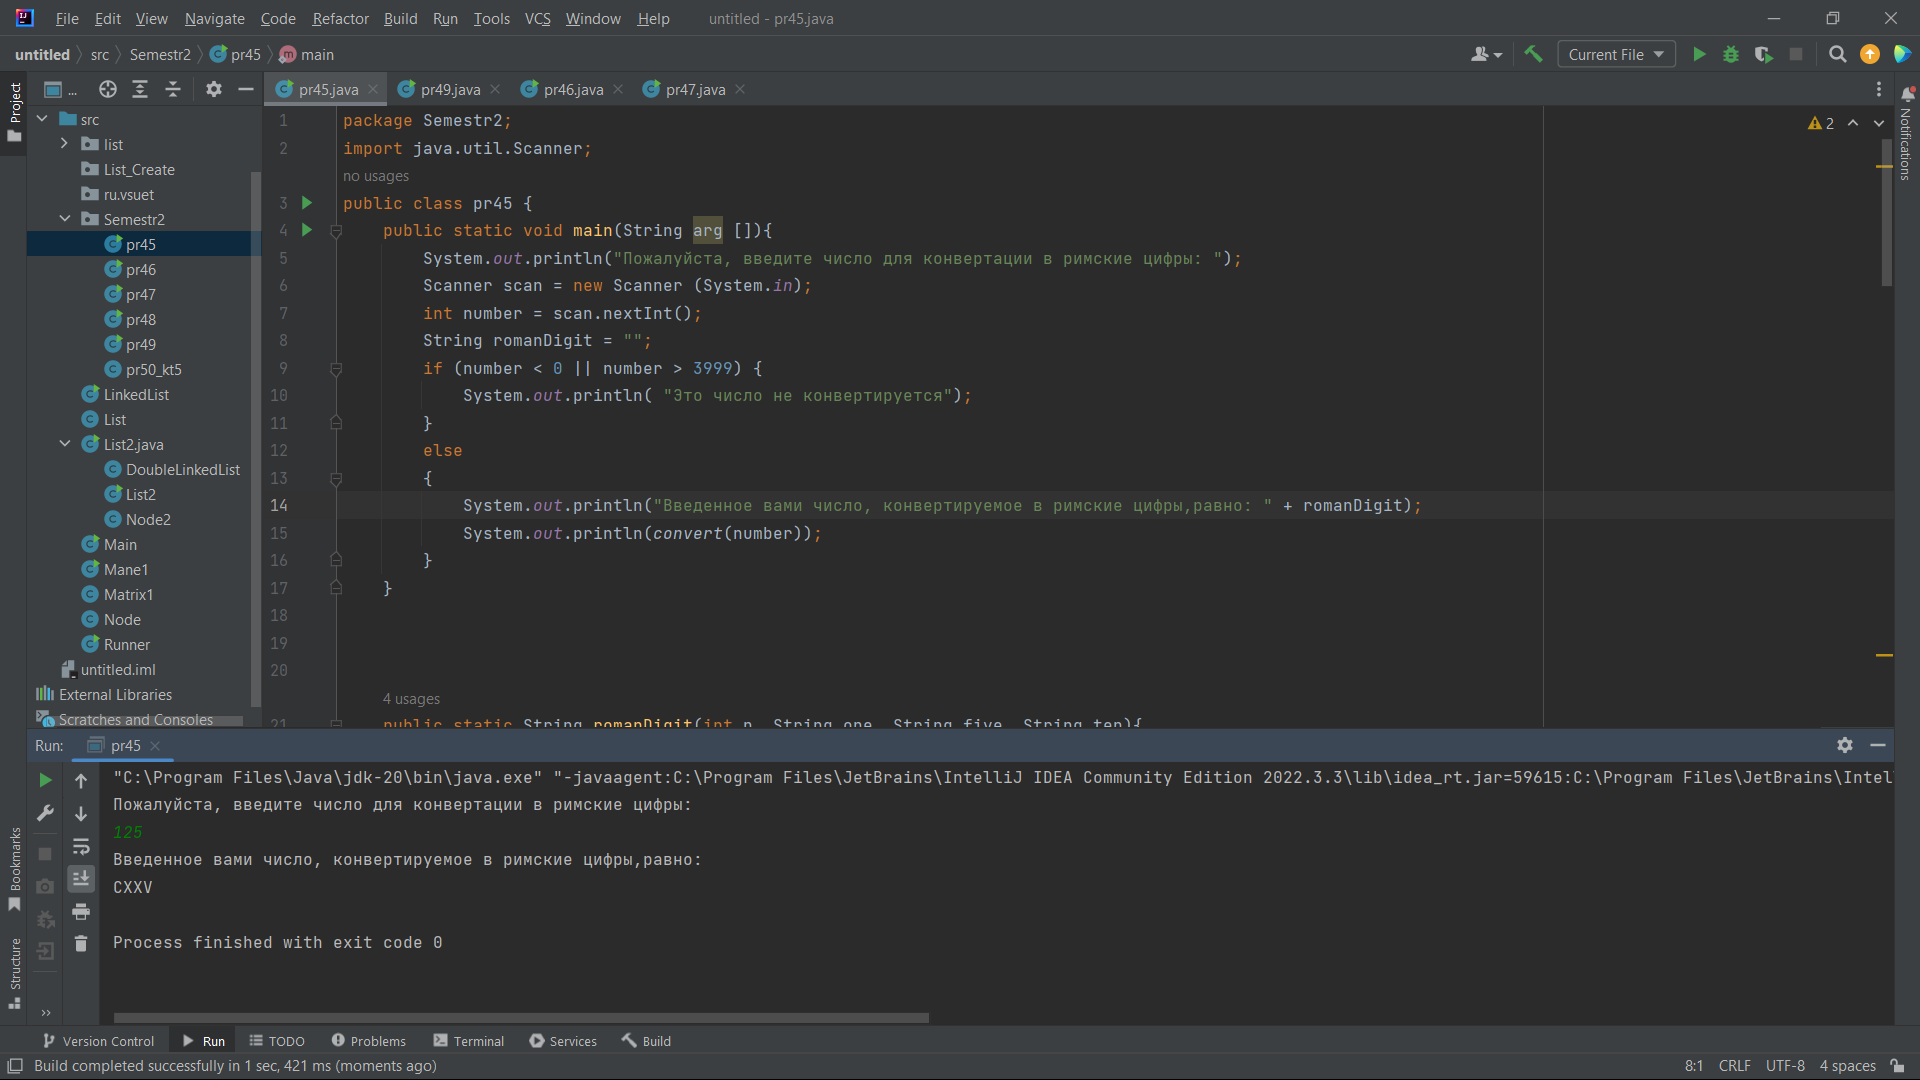 File Edit View Navigate Code Refactor Build Run Tools VCS Window Help untitled - pr45.java
untitled src Semestr2 pr45 main Current File
Project ... pr45.java pr49.java pr46.java pr47.java
src
list
List_Create
ru.vsuet
Semestr2
pr45
pr46
pr47
pr48
pr49
pr50_kt5
LinkedList
List
List2.java
DoubleLinkedList
List2
Node2
Main
Mane1
Matrix1
Node
Runner
untitled.iml
External Libraries
Scratches and Consoles
1 package Semestr2;
2 import java.util.Scanner;
no usages
3 public class pr45 {
4 public static void main(String arg []){
5 System.out.println("Пожалуйста, введите число для конвертации в римские цифры: ");
6 Scanner scan = new Scanner (System.in);
7 int number = scan.nextInt();
8 String romanDigit = "";
9 if (number < 0 || number > 3999) {
10 System.out.println( "Это число не конвертируется");
11 }
12 else
13 {
14 System.out.println("Введенное вами число, конвертируемое в римские цифры,равно: " + romanDigit);
15 System.out.println(convert(number));
16 }
17 }
18
19
20
4 usages
21 public static String romanDigit(int n, String one, String five, String ten){
2
Notifications
Run: pr45
"C:\Program Files\Java\jdk-20\bin\java.exe" "-javaagent:C:\Program Files\JetBrains\IntelliJ IDEA Community Edition 2022.3.3\lib\idea_rt.jar=59615:C:\Program Files\JetBrains\Intel
Пожалуйста, введите число для конвертации в римские цифры:
125
Введенное вами число, конвертируемое в римские цифры,равно:
CXXV
Process finished with exit code 0
Bookmarks
Structure
Version Control Run TODO Problems Terminal Services Build
Build completed successfully in 1 sec, 421 ms (moments ago) 8:1 CRLF UTF-8 4 spaces